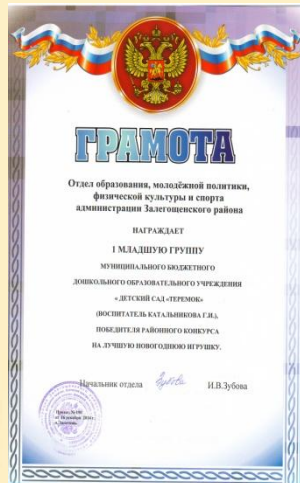 ГРАМОТА
Отдел образования, молодёжной политики,
физической культуры и спорта
администрации Залегощенского района
НАГРАЖДАЕТ
1 МЛАДШУЮ ГРУППУ
МУНИЦИПАЛЬНОГО БЮДЖЕТНОГО
ДОШКОЛЬНОГО ОБРАЗОВАТЕЛЬНОГО УЧРЕЖДЕНИЯ
« ДЕТСКИЙ САД «ТЕРЕМОК»
(ВОСПИТАТЕЛЬ КАТАЛЬНИКОВА Г.Н.),
ПОБЕДИТЕЛЯ РАЙОННОГО КОНКУРСА
НА ЛУЧШУЮ НОВОГОДНЮЮ ИГРУШКУ.
Начальник отдела И.В.Зубова